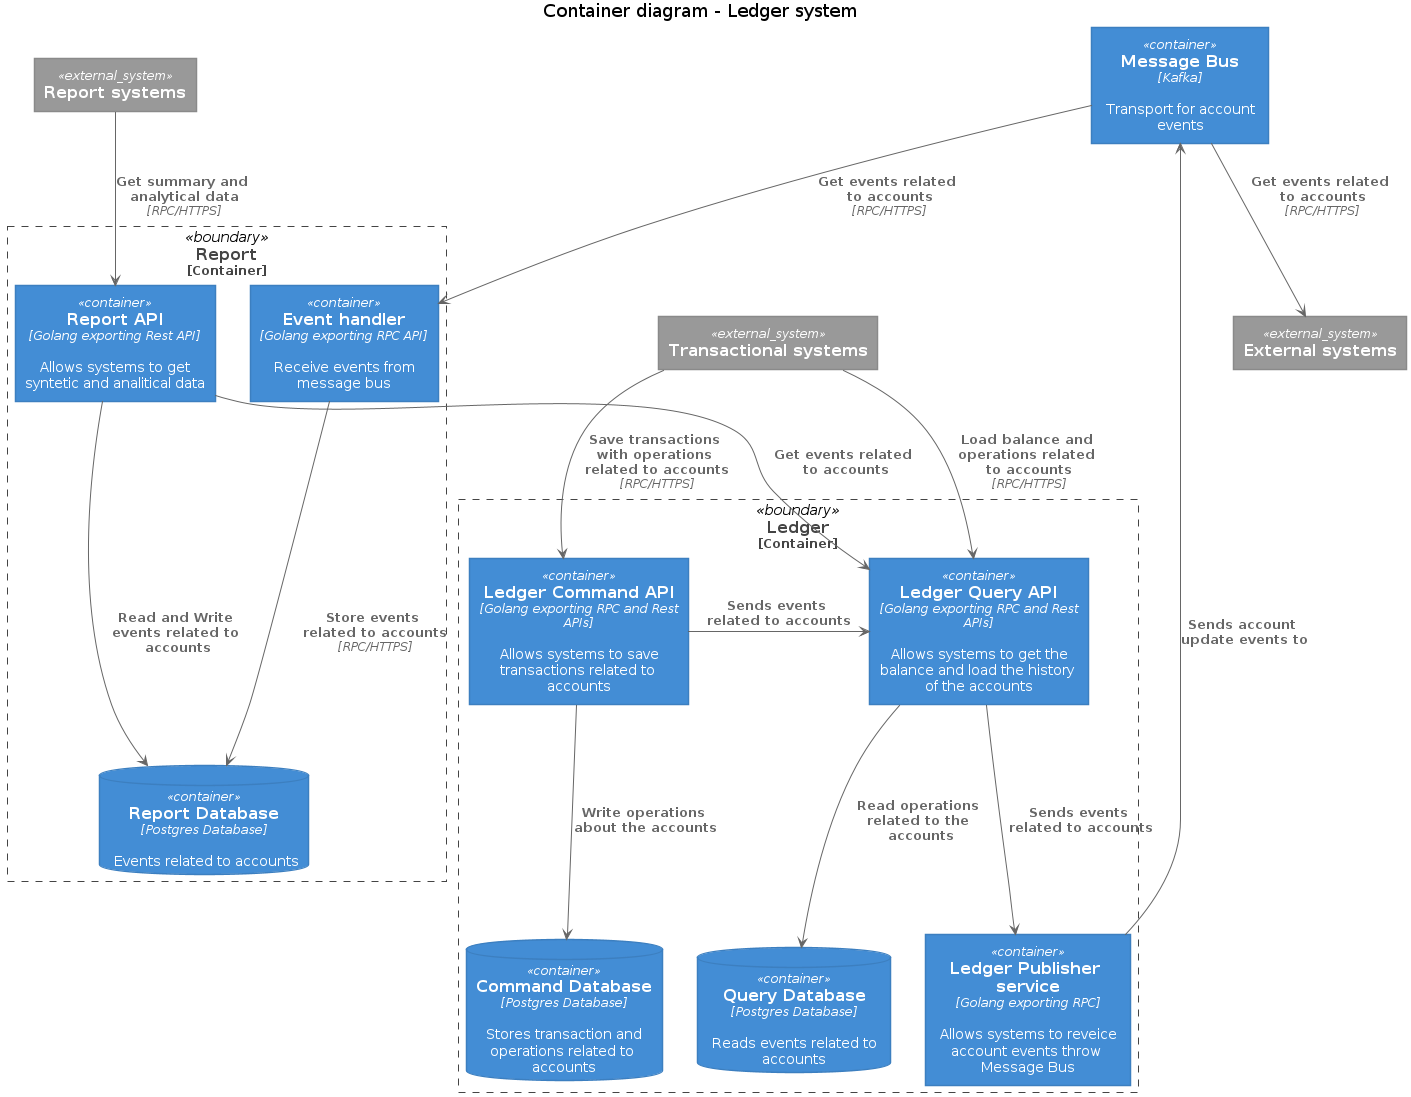 Container diagram - Ledger system
«container»
Message Bus
[Kafka]
Transport for account
events
«external_system»
Report systems
Get summary and
analytical data
[RPC/HTTPS]
Get events related
to accounts
[RPC/HTTPS]
Get events related
to accounts
[RPC/HTTPS]
«boundary»
Report
[Container]
«container»
Report API
[Golang exporting Rest API]
Allows systems to get
syntetic and analitical data
«container»
Event handler
[Golang exporting RPC API]
Receive events from
message bus
«external_system»
Transactional systems
«external_system»
External systems
Save transactions
with operations
related to accounts
[RPC/HTTPS]
Get events related
to accounts
Load balance and
operations related
to accounts
[RPC/HTTPS]
«boundary»
Ledger
[Container]
«container»
Ledger Command API
[Golang exporting RPC and Rest
APIs]
Allows systems to save
transactions related to
accounts
Sends events
related to accounts
«container»
Ledger Query API
[Golang exporting RPC and Rest
APIs]
Allows systems to get the
balance and load the history
of the accounts
Read and Write
events related to
accounts
Store events
related to accounts
[RPC/HTTPS]
Sends account
update events to
«container»
Report Database
[Postgres Database]
Events related to accounts
Write operations
about the accounts
Read operations
related to the
accounts
Sends events
related to accounts
«container»
Command Database
[Postgres Database]
Stores transaction and
operations related to
accounts
«container»
Query Database
[Postgres Database]
Reads events related to
accounts
«container»
Ledger Publisher
service
[Golang exporting RPC]
Allows systems to reveice
account events throw
Message Bus